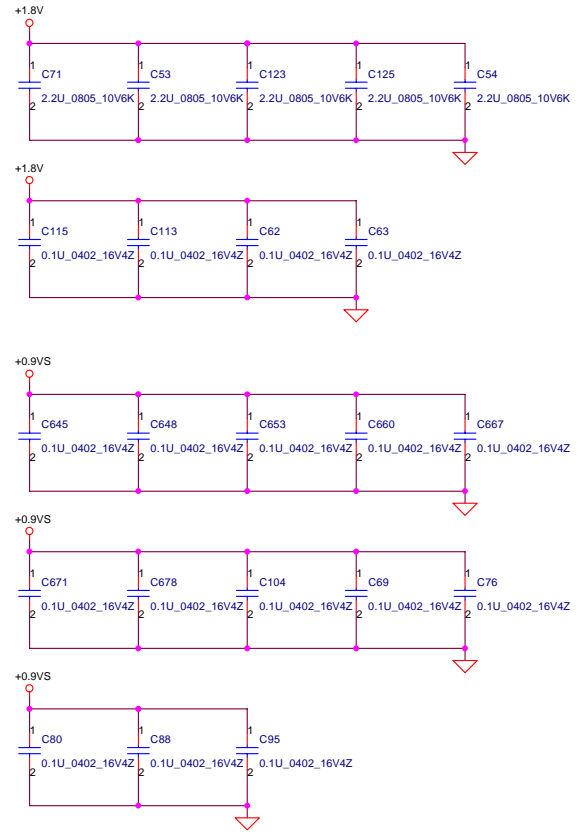 +1.8V
1 1 1 1 1
C71 C53 C123 C125 C54
2.2U_0805_10V6K 2.2U_0805_10V6K 2.2U_0805_10V6K 2.2U_0805_10V6K 2.2U_0805_10V6K
2 2 2 2 2
+1.8V
1 1 1 1
C115 C113 C62 C63
0.1U_0402_16V4Z 0.1U_0402_16V4Z 0.1U_0402_16V4Z 0.1U_0402_16V4Z
2 2 2 2
+0.9VS
1 1 1 1 1
C645 C648 C653 C660 C667
0.1U_0402_16V4Z 0.1U_0402_16V4Z 0.1U_0402_16V4Z 0.1U_0402_16V4Z 0.1U_0402_16V4Z
2 2 2 2 2
+0.9VS
1 1 1 1 1
C671 C678 C104 C69 C76
0.1U_0402_16V4Z 0.1U_0402_16V4Z 0.1U_0402_16V4Z 0.1U_0402_16V4Z 0.1U_0402_16V4Z
2 2 2 2 2
+0.9VS
1 1 1
C80 C88 C95
0.1U_0402_16V4Z 0.1U_0402_16V4Z 0.1U_0402_16V4Z
2 2 2